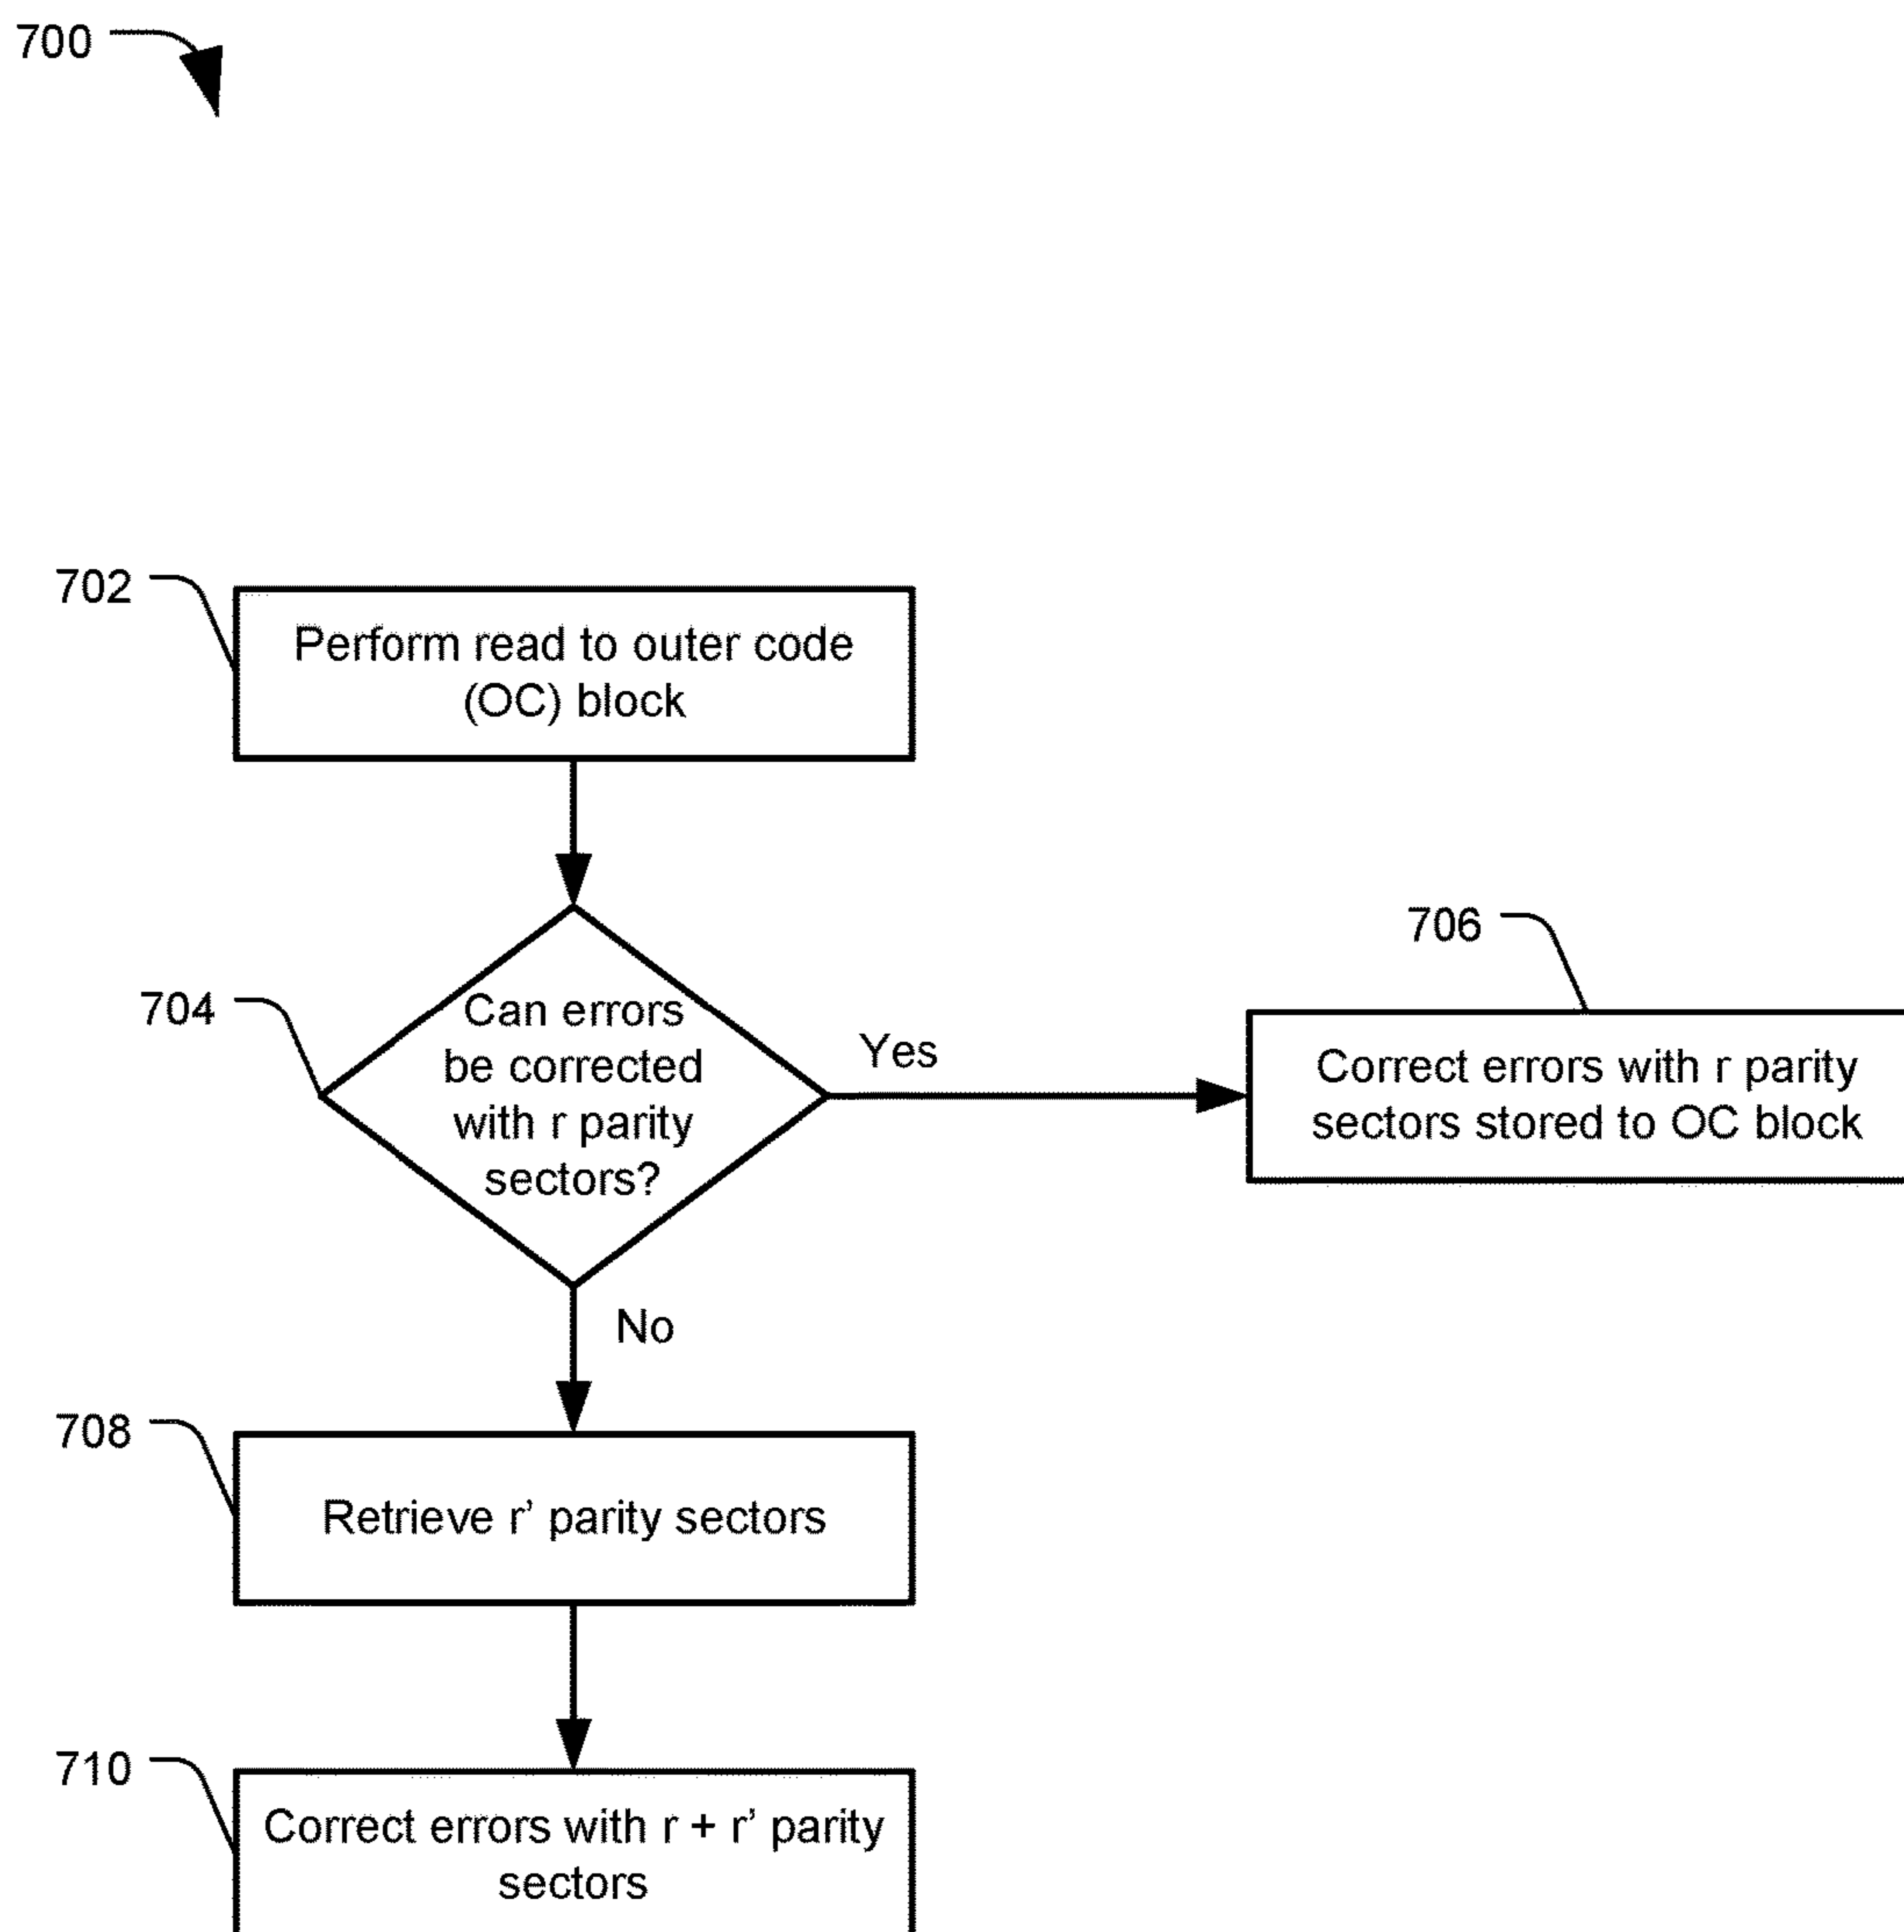 700
702
Perform read to outer code
(OC) block
704
Can errors
be corrected
with r parity
sectors?
Yes
706
Correct errors with r parity
sectors stored to OC block
No
708
Retrieve r’ parity sectors
710
Correct errors with r + r’ parity
sectors